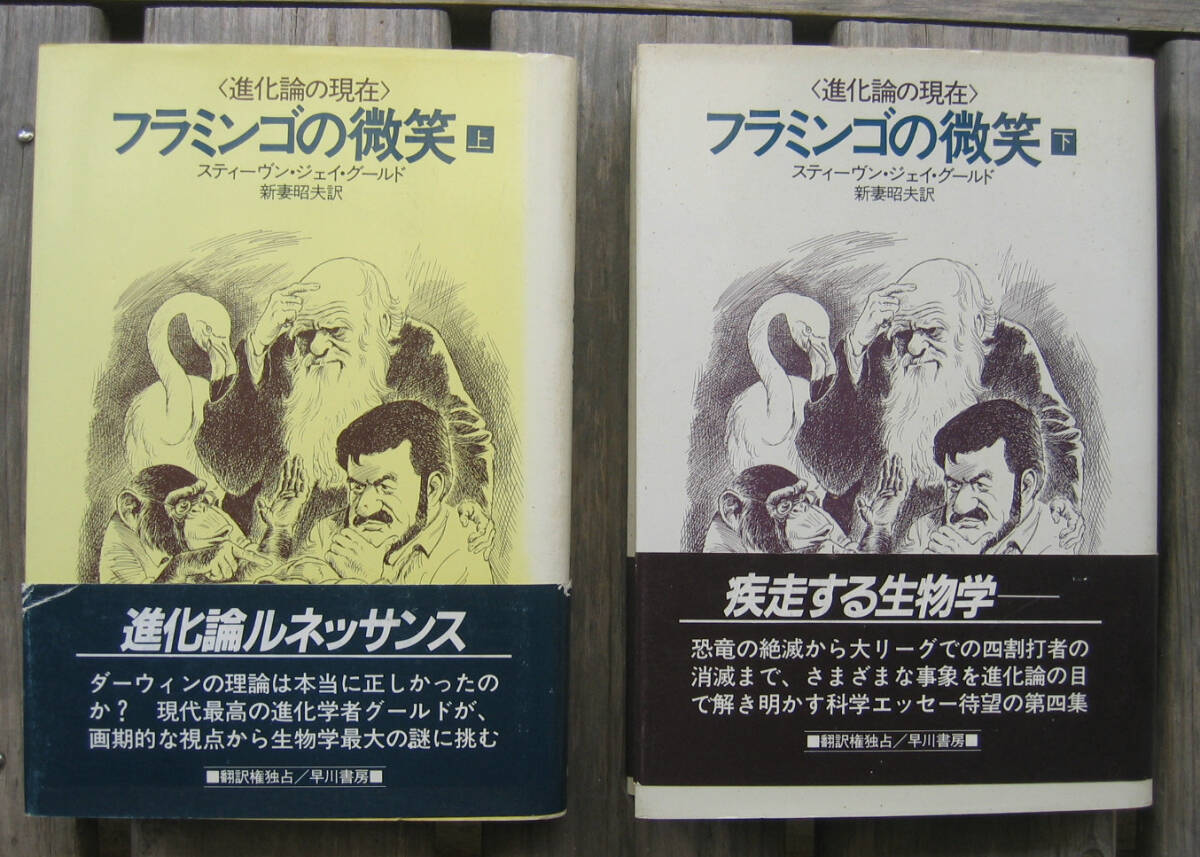 〈進化論の現在〉
フラミンゴの微笑 上
スティーヴン・ジェイ・グールド
新妻昭夫訳
進化論ルネッサンス
ダーウィンの理論は本当に正しかったの
か？ 現代最高の進化学者グールドが、
画期的な視点から生物学最大の謎に挑む
■翻訳権独占／早川書房■
〈進化論の現在〉
フラミンゴの微笑 下
スティーヴン・ジェイ・グールド
新妻昭夫訳
疾走する生物学――
恐竜の絶滅から大リーグでの四割打者の
消滅まで、さまざまな事象を進化論の目
で解き明かす科学エッセー待望の第四集
■翻訳権独占／早川書房■